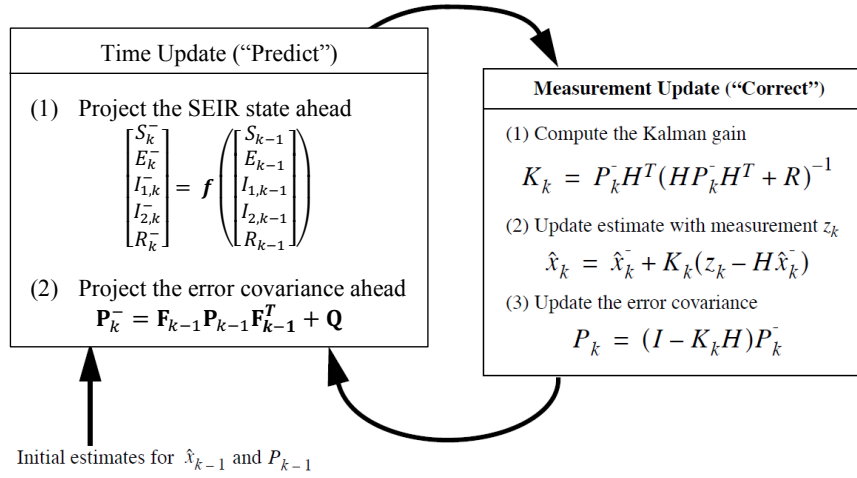 Time Update (“Predict”)
(1) Project the SEIR state ahead
[S_k^- E_k^- I_{1,k}^- I_{2,k}^- R_k^-] = f([S_{k-1} E_{k-1} I_{1,k-1} I_{2,k-1} R_{k-1}])
(2) Project the error covariance ahead
P_k^- = F_{k-1} P_{k-1} F_{k-1}^T + Q
Measurement Update (“Correct”)
(1) Compute the Kalman gain
K_k = P_k^- H^T (H P_k^- H^T + R)^{-1}
(2) Update estimate with measurement z_k
x̂_k = x̂_k^- + K_k (z_k – H x̂_k^-)
(3) Update the error covariance
P_k = (I – K_k H) P_k^-
Initial estimates for x̂_{k – 1} and P_{k – 1}